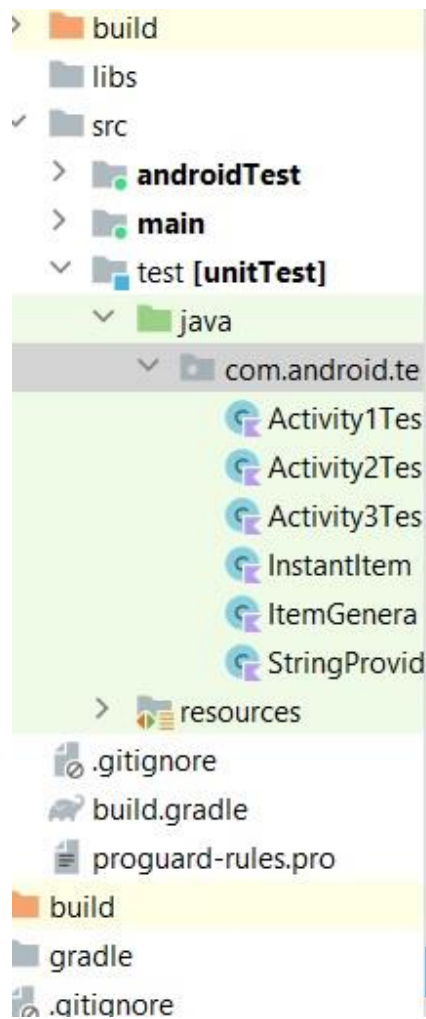 build
libs
src
androidTest
main
test [unitTest]
java
com.android.te
Activity1Tes
Activity2Tes
Activity3Tes
InstantItem
ItemGenera
StringProvid
resources
.gitignore
build.gradle
proguard-rules.pro
build
gradle
.gitignore